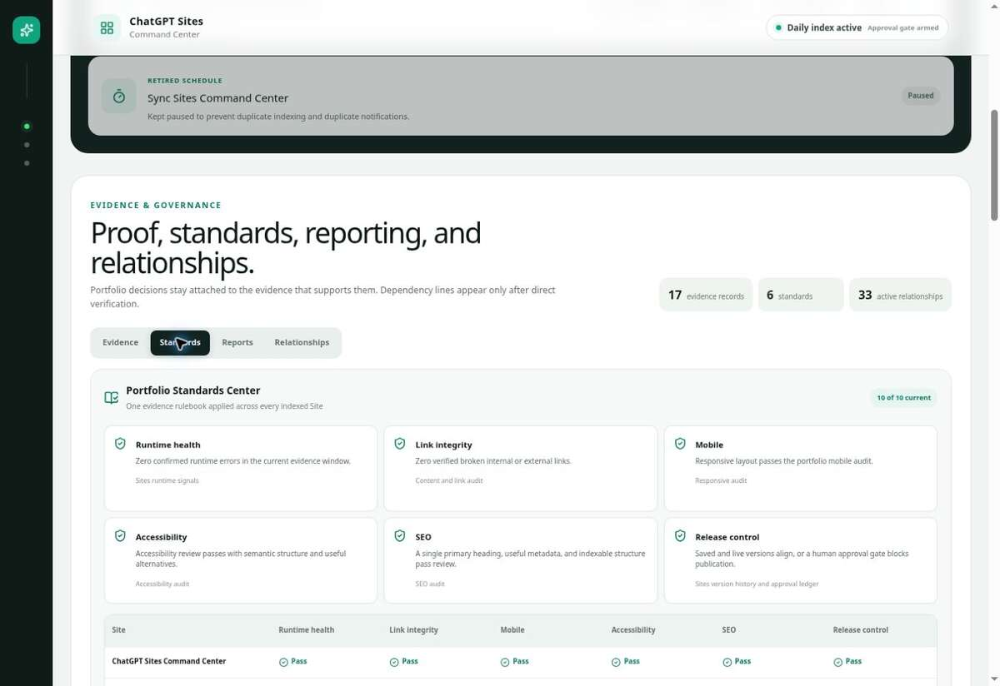 ChatGPT Sites
Command Center
Daily index active Approval gate armed
RETIRED SCHEDULE
Sync Sites Command Center
Kept paused to prevent duplicate indexing and duplicate notifications.
Paused
EVIDENCE & GOVERNANCE
Proof, standards, reporting, and
relationships.
Portfolio decisions stay attached to the evidence that supports them. Dependency lines appear only after direct
verification.
17 evidence records
6 standards
33 active relationships
Evidence
Standards
Reports
Relationships
Portfolio Standards Center
One evidence rulebook applied across every indexed Site
10 of 10 current
Runtime health
Zero confirmed runtime errors in the current evidence window.
Sites runtime signals
Link integrity
Zero verified broken internal or external links.
Content and link audit
Mobile
Responsive layout passes the portfolio mobile audit.
Responsive audit
Accessibility
Accessibility review passes with semantic structure and useful
alternatives.
Accessibility audit
SEO
A single primary heading, useful metadata, and indexable structure
pass review.
SEO audit
Release control
Saved and live versions align, or a human approval gate blocks
publication.
Sites version history and approval ledger
Site Runtime health Link integrity Mobile Accessibility SEO Release control
ChatGPT Sites Command Center Pass Pass Pass Pass Pass Pass